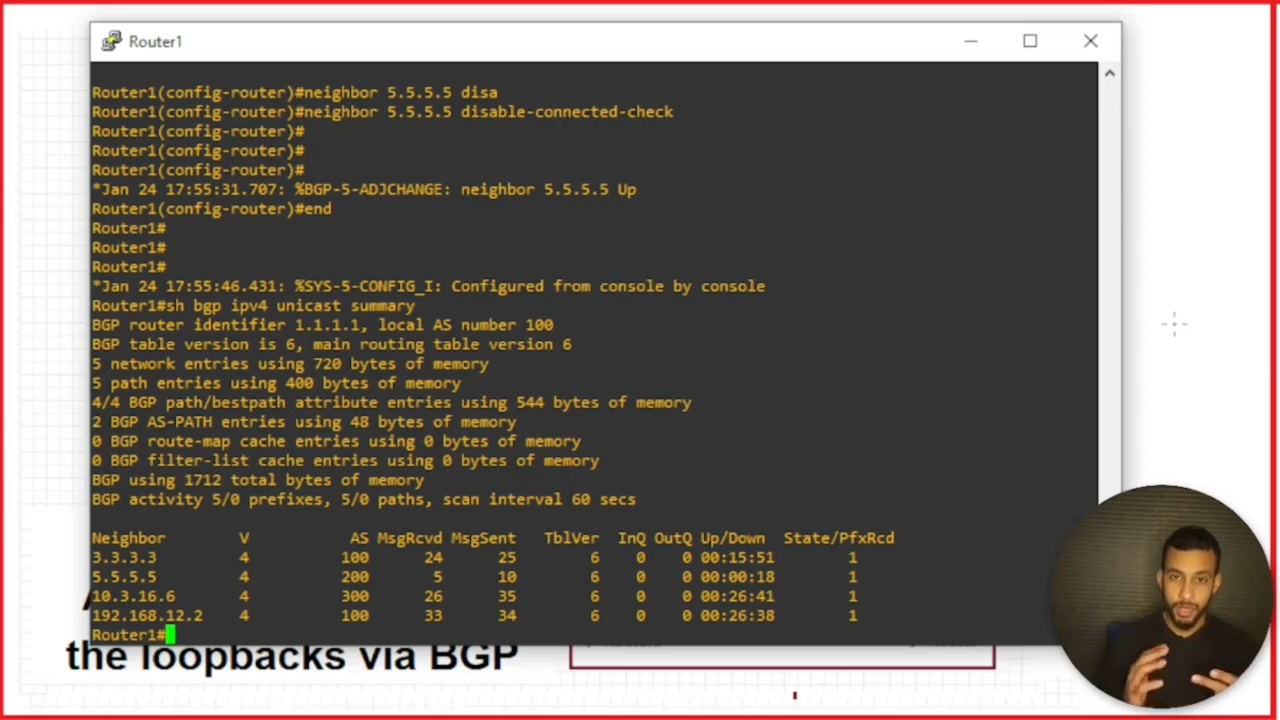 Router1
Router1(config-router)#neighbor 5.5.5.5 disa
Router1(config-router)#neighbor 5.5.5.5 disable-connected-check
Router1(config-router)#
Router1(config-router)#
Router1(config-router)#
*Jan 24 17:55:31.707: %BGP-5-ADJCHANGE: neighbor 5.5.5.5 Up
Router1(config-router)#end
Router1#
Router1#
Router1#
*Jan 24 17:55:46.431: %SYS-5-CONFIG_I: Configured from console by console
Router1#sh bgp ipv4 unicast summary
BGP router identifier 1.1.1.1, local AS number 100
BGP table version is 6, main routing table version 6
5 network entries using 720 bytes of memory
5 path entries using 400 bytes of memory
4/4 BGP path/bestpath attribute entries using 544 bytes of memory
2 BGP AS-PATH entries using 48 bytes of memory
0 BGP route-map cache entries using 0 bytes of memory
0 BGP filter-list cache entries using 0 bytes of memory
BGP using 1712 total bytes of memory
BGP activity 5/0 prefixes, 5/0 paths, scan interval 60 secs
Neighbor V AS MsgRcvd MsgSent TblVer InQ OutQ Up/Down State/PfxRcd
3.3.3.3 4 100 24 25 6 0 0 00:15:51 1
5.5.5.5 4 200 5 10 6 0 0 00:00:18 1
10.3.16.6 4 300 26 35 6 0 0 00:26:41 1
192.168.12.2 4 100 33 34 6 0 0 00:26:38 1
Router1#
the loopbacks via BGP